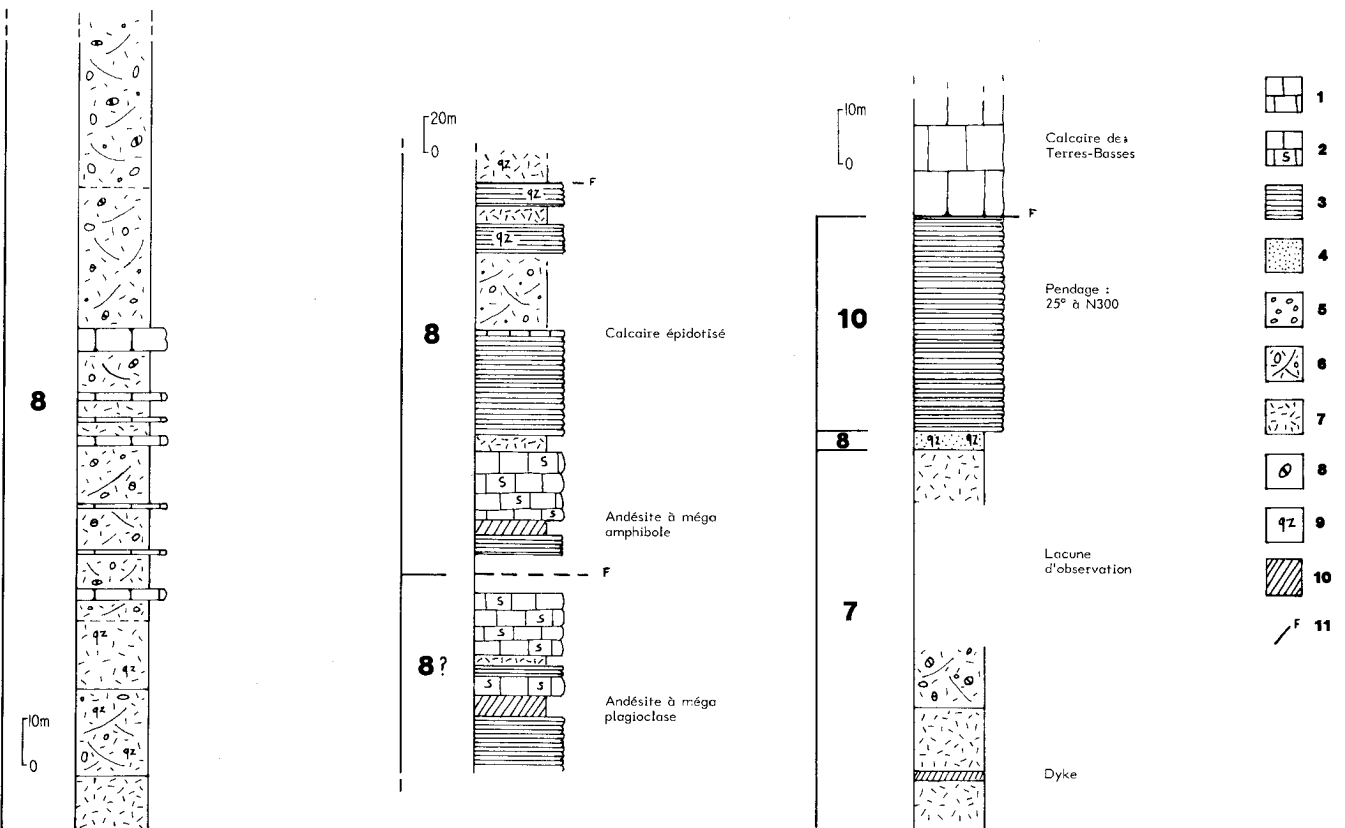 8
10m
0
qz
qz
qz
qz
20m
0
qz
F
qz
qz
8
Calcaire épidotisé
S
S
S
S
Andésite à méga
amphibole
F
S
S
S
S
8?
S
S
Andésite à méga
plagioclase
10m
0
Calcaire des
Terres-Basses
F
10
Pendage :
25° à N300
8
qz
qz
Lacune
d'observation
7
Dyke
1
S
2
3
4
5
6
7
8
qz
9
10
F
11